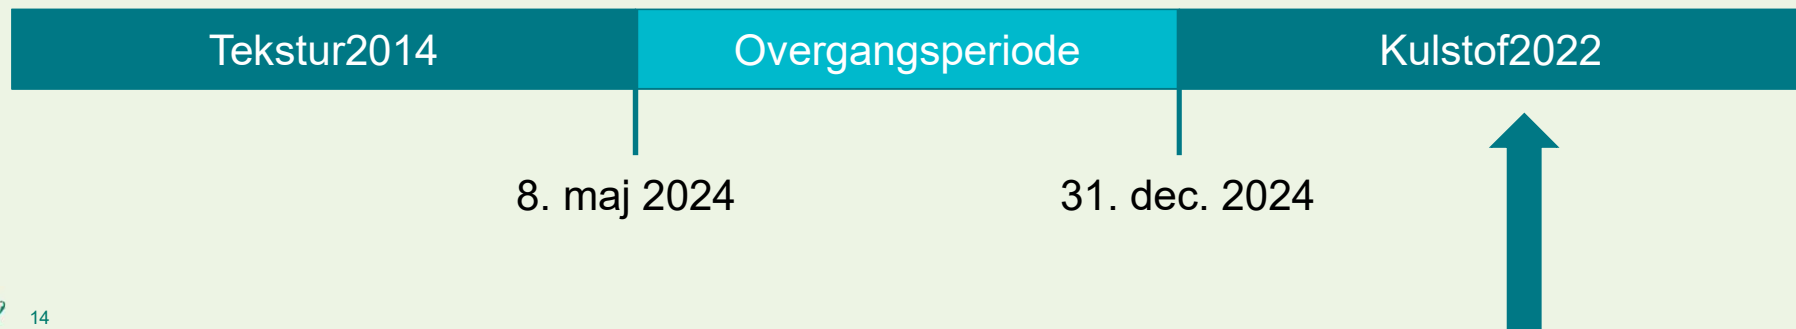 Tekstur2014 Overgangsperiode Kulstof2022
8. maj 2024 31. dec. 2024
14